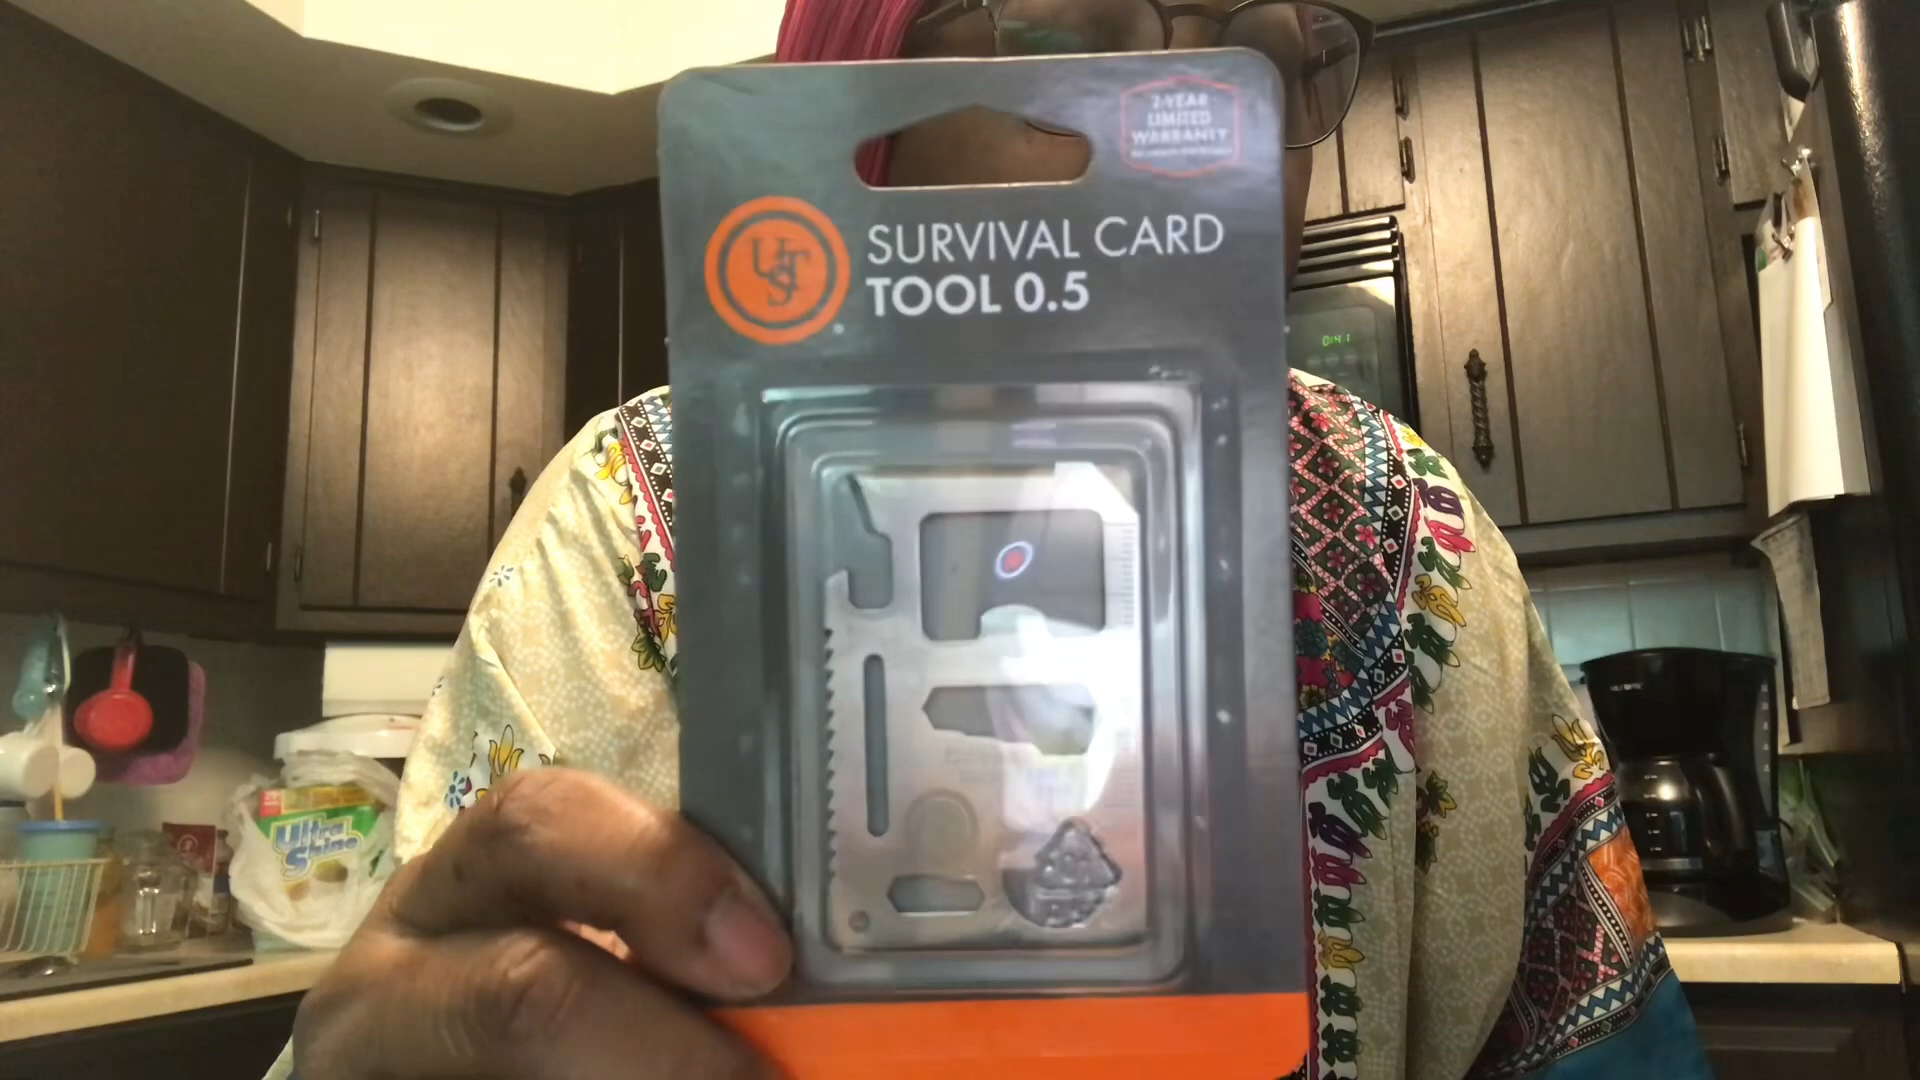 2-YEAR
LIMITED
WARRANTY
UST
SURVIVAL CARD
TOOL 0.5
Ultra
Shine